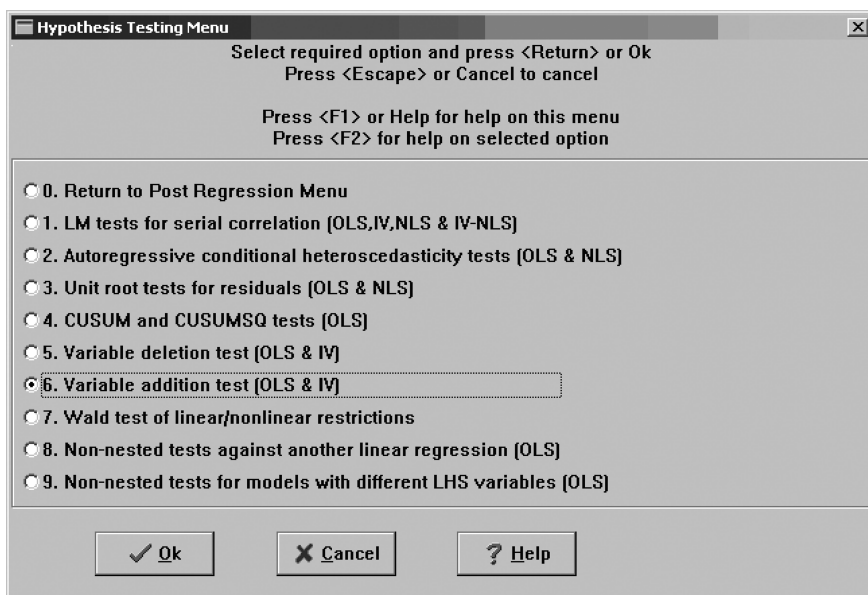 Hypothesis Testing Menu
Select required option and press <Return> or Ok
Press <Escape> or Cancel to cancel
Press <F1> or Help for help on this menu
Press <F2> for help on selected option
0. Return to Post Regression Menu
1. LM tests for serial correlation (OLS,IV,NLS & IV-NLS)
2. Autoregressive conditional heteroscedasticity tests (OLS & NLS)
3. Unit root tests for residuals (OLS & NLS)
4. CUSUM and CUSUMSQ tests (OLS)
5. Variable deletion test (OLS & IV)
6. Variable addition test (OLS & IV)
7. Wald test of linear/nonlinear restrictions
8. Non-nested tests against another linear regression (OLS)
9. Non-nested tests for models with different LHS variables (OLS)
Ok Cancel ? Help